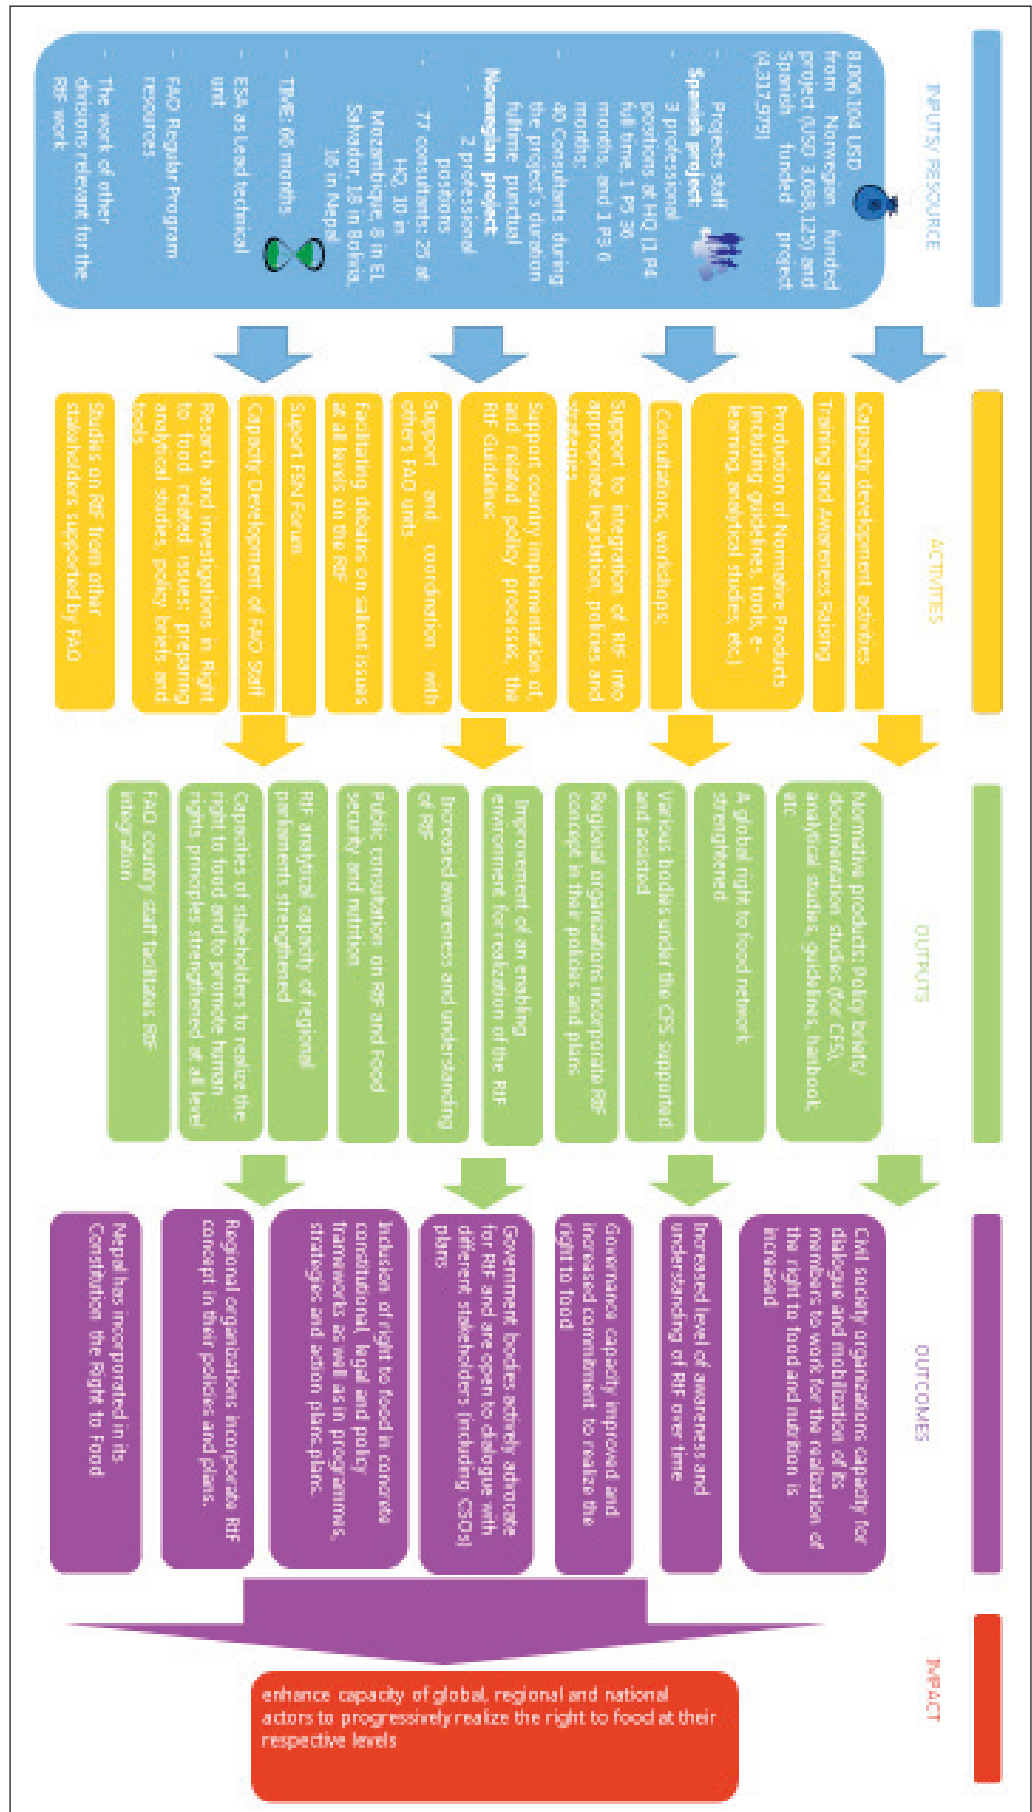 INPUTS/ RESOURCE
8.006.104 USD
from Norwegian funded
project (USD 3.688,125) and
Spanish funded project
(4.317.979)
- Projects staff
Spanish project:
- 3 professional
positions at HQ (1 P4
full time, 1 P5 36
months, and 1 P3 6
months;
- 40 Consultants during
the project's duration
fulltime punctual
Norwegian project:
- 2 professional
positions
- 77 consultants: 25 at
HQ, 10 in
Mozambique, 8 in EL
Salvador, 18 in Bolivia,
16 in Nepal
- TIME: 66 months
- ESA as Lead technical
unit
- FAO Regular Program
resources
- The work of other
divisions relevant for the
RtF work
ACTIVITIES
Capacity development activities
Training and Awareness Raising
Production of Normative Products
(including guidelines, tools, e-
learning, analytical studies, etc.)
Consultations, workshops;
Support to integration of RtF into
appropriate legislation, policies and
strategies
Support country implementation of,
and related policy processes, the
RtF Guidelines
Support and coordination with
others FAO units
Faciliating debates on salient issues
at all levels on the RtF
Support FSN Forum
Capacity Development of FAO Staff
Research and investigations in Right
to food related issues: preparing
analytical studies, policy briefs and
tools
Studies on RtF from other
stakeholders supported by FAO
OUTPUTS
Normative products: Policy briefs/
documentation studies (for CFS),
analytical studies, guidelines, hanbook,
etc
A global right to food network
strenghtened
Various bodies under the CFS supported
and assisted
Regional organizations incorporate RtF
concept in their policies and plans
Improvement of an enabling
environment for realization of the RtF
Increased awareness and understanding
of RtF
Public consultation on RtF and Food
security and nutrition
RtF analytical capacity of regional
parliaments strengthened
Capacities of stakeholders to realize the
right to food and to promote human
rights principles strengthened at all level
FAO country staff facilitates RtF
integration
OUTCOMES
Civil society organizations capacity for
dialogue and mobilization of its
members to work for the realization of
the right to food and nutrition is
increased
Increased level of awareness and
understanding of RtF over time
Governance capacity improved and
increased commitment to realize the
right to food
Government bodies actively advocate
for RtF and are open to dialogue with
different stakeholders (including CSOs)
plans
Inclusion of right to food in concrete
constitutional, legal and policy
frameworks as well as in programmes,
strategies and action plans.plans.
Regional organizations incorporate RtF
concept in their policies and plans.
Nepal has incorporated in its
Constitution the Right to Food
IMPACT
enhance capacity of global, regional and national
actors to progressively realize the right to food at their
respective levels